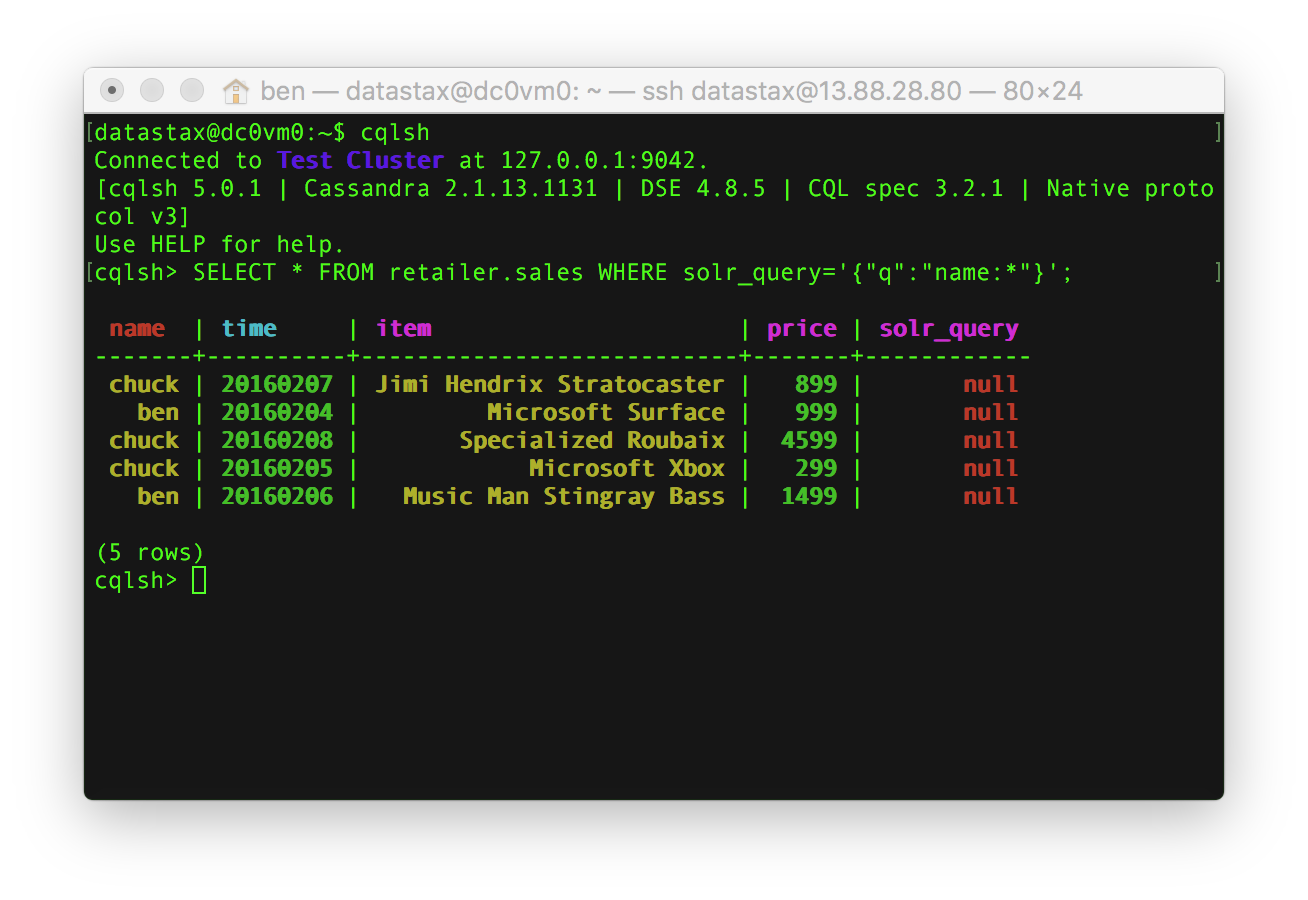 ben — datastax@dc0vm0: ~ — ssh datastax@13.88.28.80 — 80×24
[datastax@dc0vm0:~$ cqlsh ]
Connected to Test Cluster at 127.0.0.1:9042.
[cqlsh 5.0.1 | Cassandra 2.1.13.1131 | DSE 4.8.5 | CQL spec 3.2.1 | Native proto
col v3]
Use HELP for help.
[cqlsh> SELECT * FROM retailer.sales WHERE solr_query='{"q":"name:*"}'; ]
 name  | time     | item                      | price | solr_query
-------+----------+---------------------------+-------+------------
 chuck | 20160207 | Jimi Hendrix Stratocaster |   899 |       null
   ben | 20160204 |         Microsoft Surface |   999 |       null
 chuck | 20160208 |       Specialized Roubaix |  4599 |       null
 chuck | 20160205 |            Microsoft Xbox |   299 |       null
   ben | 20160206 |   Music Man Stingray Bass |  1499 |       null
(5 rows)
cqlsh>